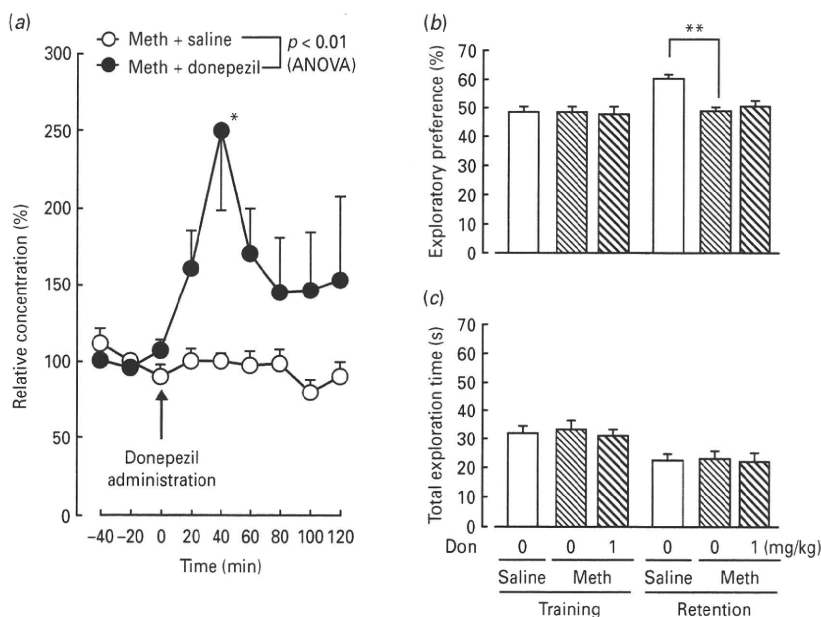 (a)
Meth + saline
Meth + donepezil
p < 0.01
(ANOVA)
300
250
200
150
100
50
0
Relative concentration (%)
*
Donepezil
administration
−40 −20 0 20 40 60 80 100 120
Time (min)
(b)
**
70
60
50
40
30
20
10
0
Exploratory preference (%)
(c)
70
60
50
40
30
20
10
0
Total exploration time (s)
Don 0 0 1 0 0 1 (mg/kg)
Saline Meth Saline Meth
Training Retention